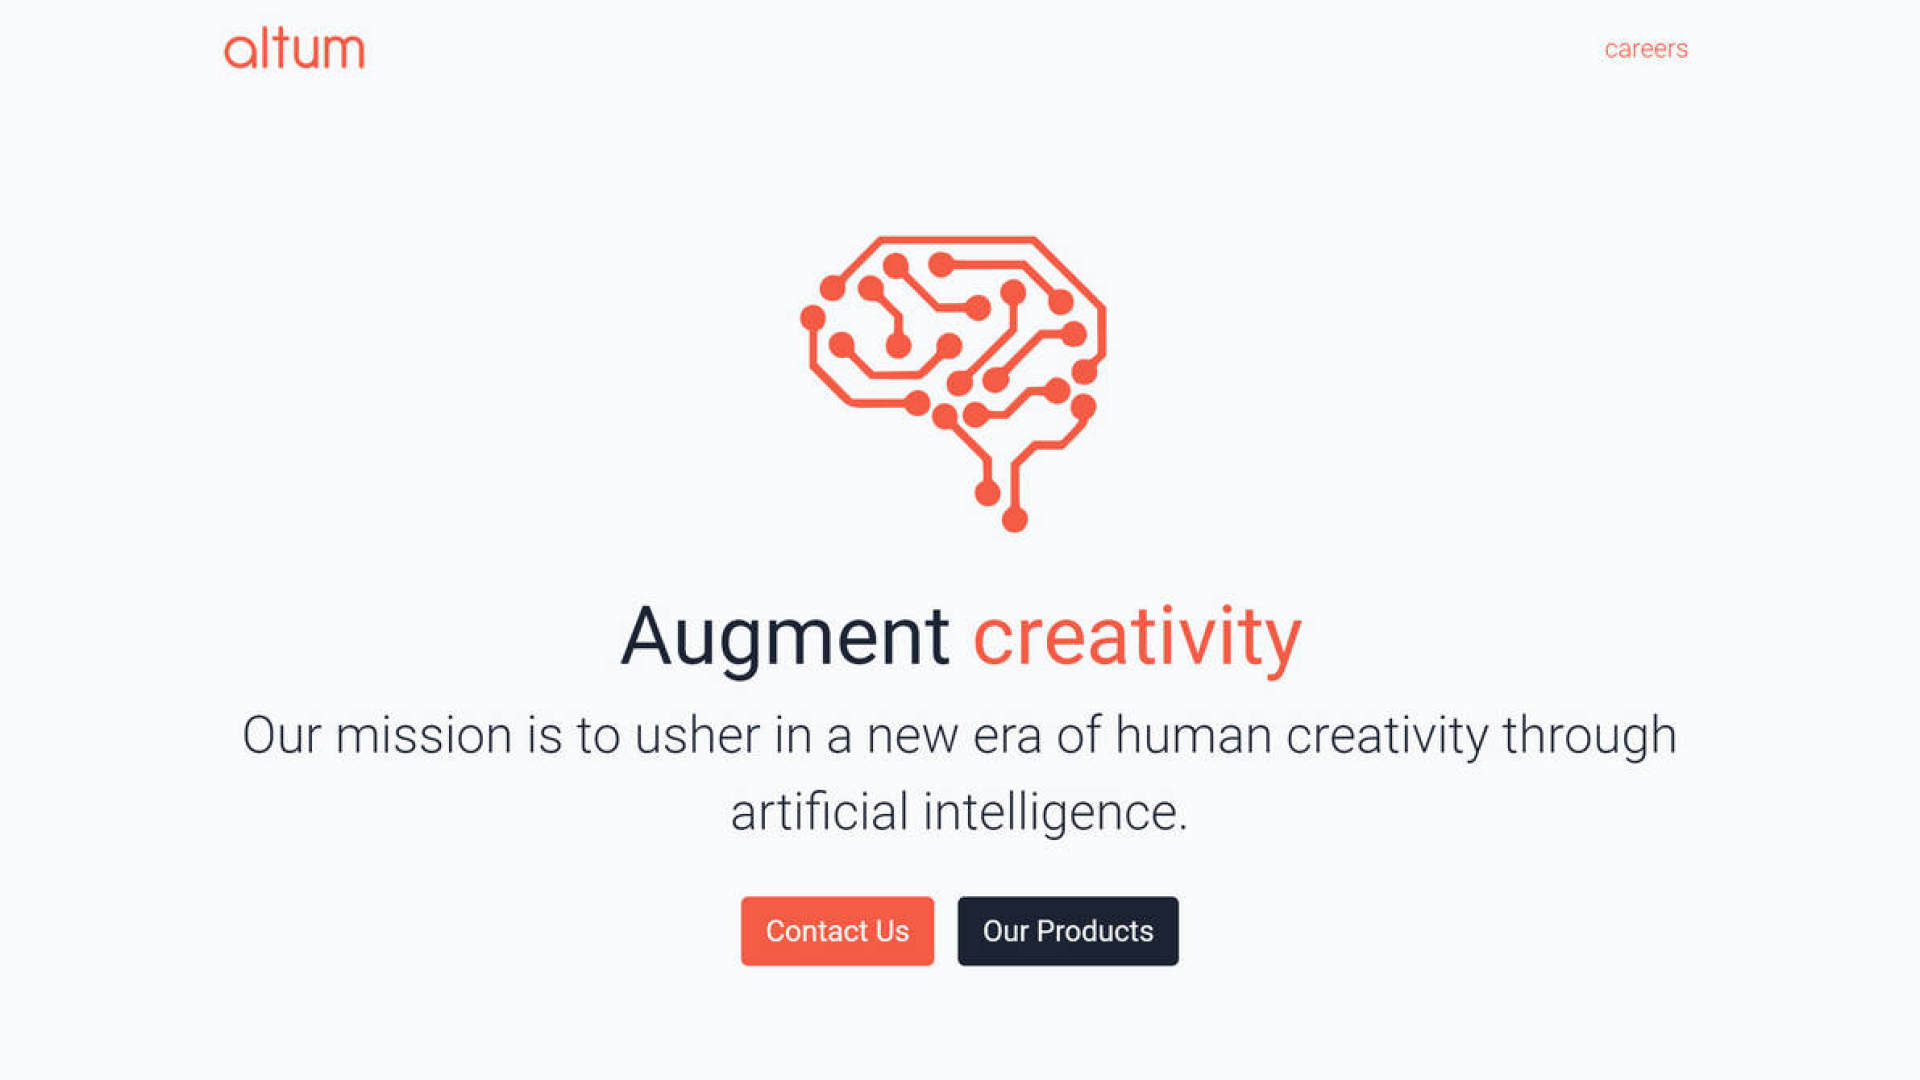 altum
careers
Augment creativity
Our mission is to usher in a new era of human creativity through
artificial intelligence.
Contact Us
Our Products